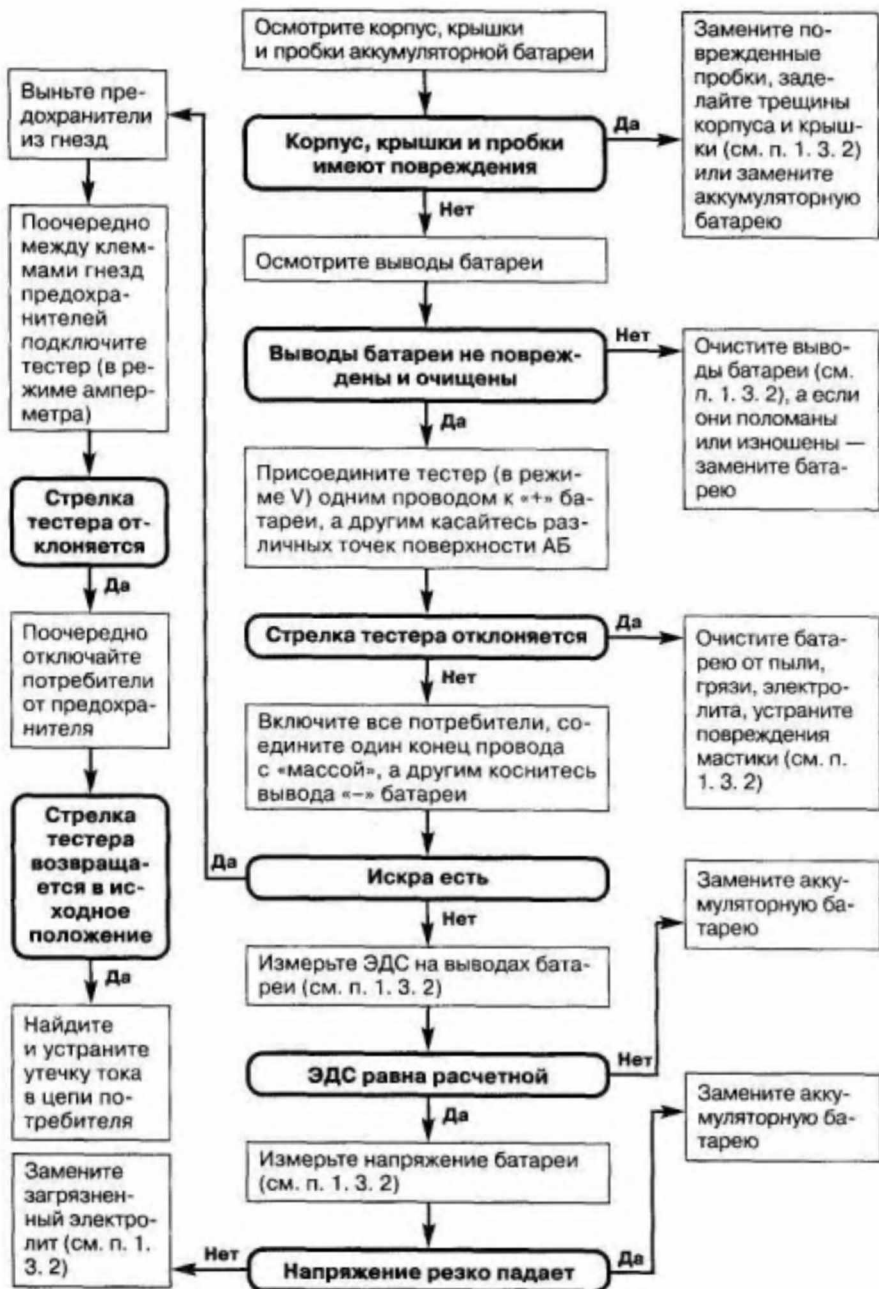 Осмотрите корпус, крышки
и пробки аккумуляторной батареи
Корпус, крышки и пробки
имеют повреждения
Да
Замените по-
врежденные
пробки, заде-
лайте трещины
корпуса и крыш-
ки (см. п. 1. 3. 2)
или замените
аккумуляторную
батарею
Нет
Осмотрите выводы батареи
Выводы батареи не повреж-
дены и очищены
Нет
Очистите выво-
ды батареи (см.
п. 1. 3. 2), а если
они поломаны
или изношены —
замените бата-
рею
Да
Присоедините тестер (в режи-
ме V) одним проводом к «+» ба-
тареи, а другим касайтесь раз-
личных точек поверхности АБ
Стрелка тестера отклоняется
Да
Очистите бата-
рею от пыли,
грязи, электро-
лита, устраните
повреждения
мастики (см. п.
1. 3. 2)
Нет
Включите все потребители, со-
едините один конец провода
с «массой», а другим коснитесь
вывода «–» батареи
Искра есть
Да
Выньте пре-
дохранители
из гнезд
Поочередно
между клем-
мами гнезд
предохра-
нителей
подключите
тестер (в ре-
жиме ампер-
метра)
Стрелка
тестера от-
клоняется
Да
Поочередно
отключайте
потребители
от предохра-
нителя
Стрелка
тестера
возвраща-
ется в ис-
ходное
положение
Да
Найдите
и устраните
утечку тока
в цепи по-
требителя
Нет
Измерьте ЭДС на выводах бата-
реи (см. п. 1. 3. 2)
ЭДС равна расчетной
Нет
Замените акку-
муляторную ба-
тарею
Да
Измерьте напряжение батареи
(см. п. 1. 3. 2)
Напряжение резко падает
Да
Замените акку-
муляторную ба-
тарею
Нет
Замените
загрязнен-
ный электро-
лит (см. п. 1.
3. 2)